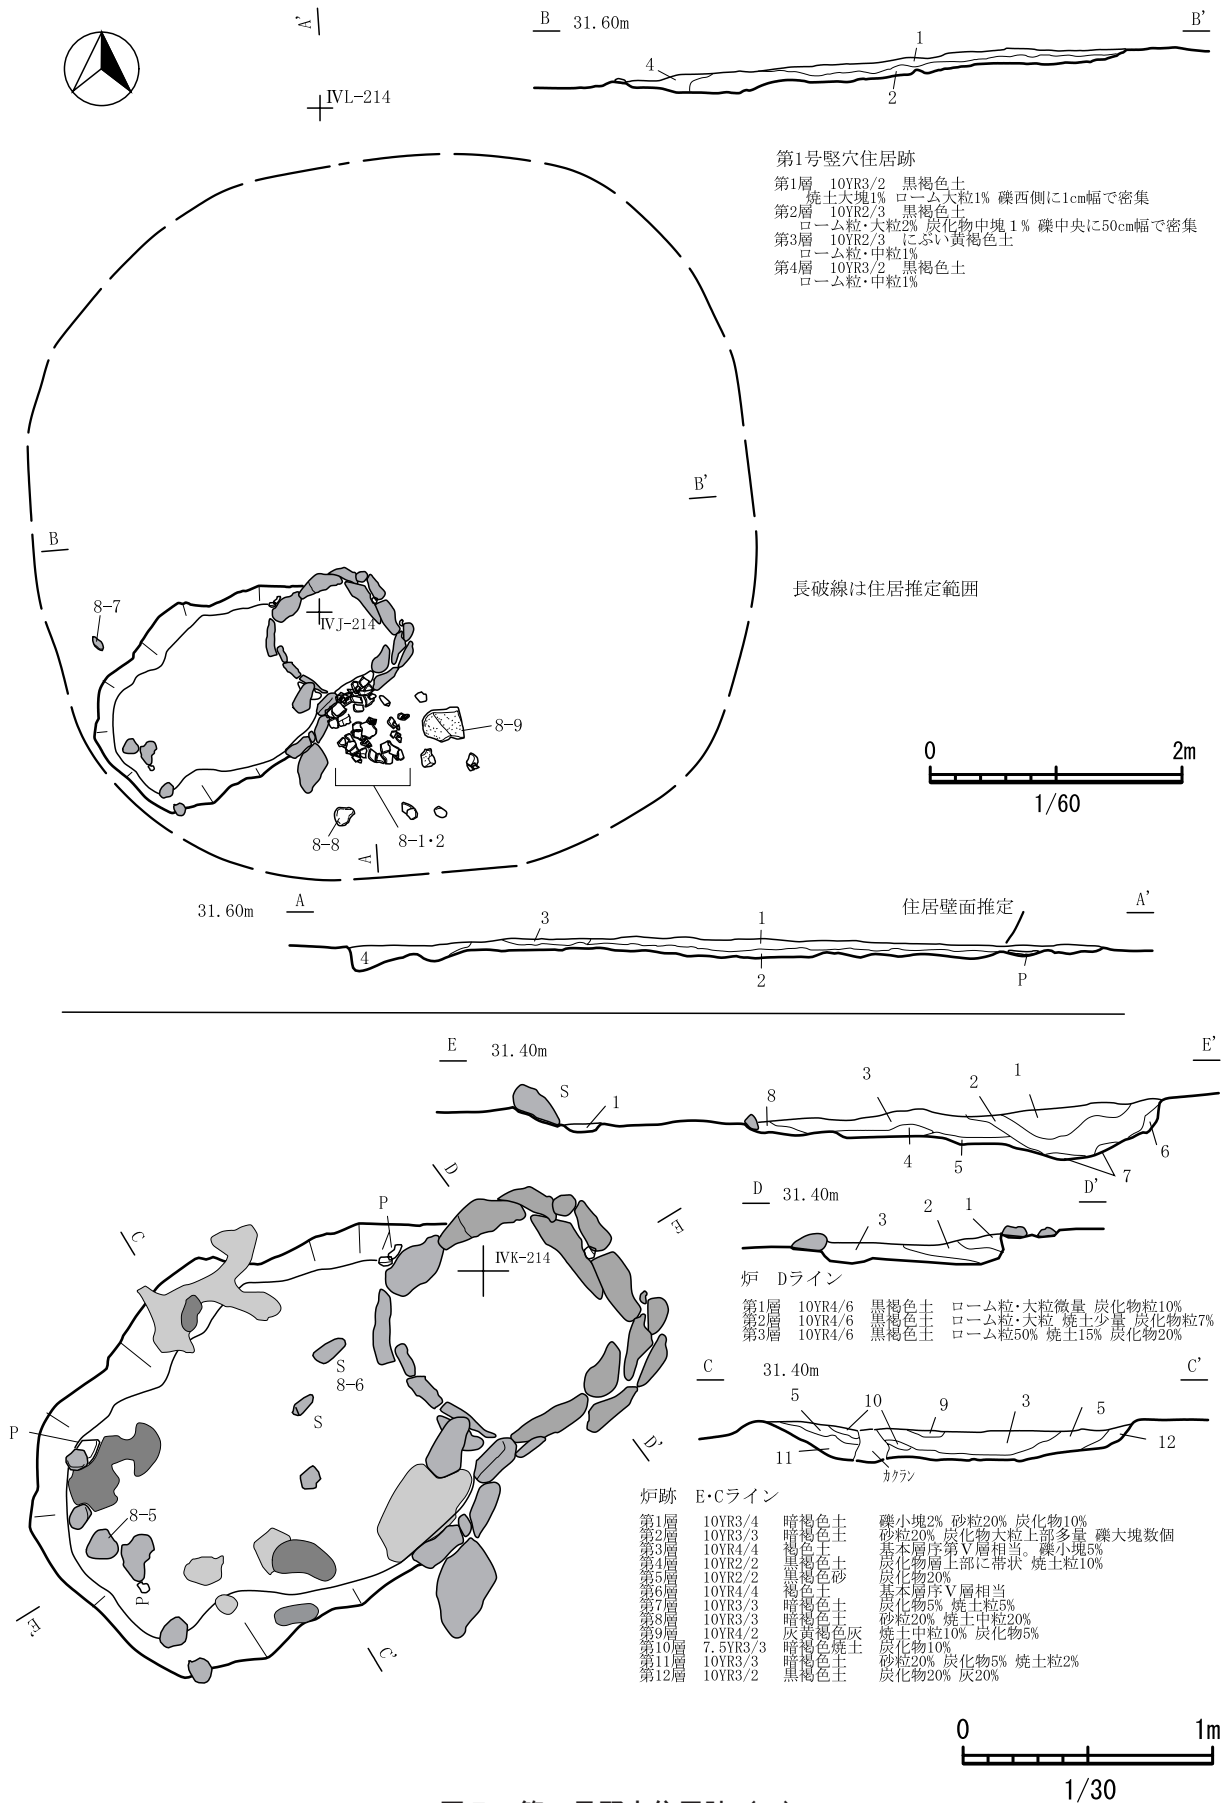 A'
B 31.60m B'
1
4
2
ⅣL-214
第1号竪穴住居跡
第1層 10YR3/2 黒褐色土
焼土大塊1% ローム大粒1% 礫西側に1cm幅で密集
第2層 10YR2/3 黒褐色土
ローム粒・大粒2% 炭化物中塊1% 礫中央に50cm幅で密集
第3層 10YR2/3 にぶい黄褐色土
ローム粒・中粒1%
第4層 10YR3/2 黒褐色土
ローム粒・中粒1%
B'
B
長破線は住居推定範囲
8-7
ⅣJ-214
8-9
8-8
8-1・2
A
0 2m
1/60
31.60m A 住居壁面推定 A'
3 1
4
2 P
E 31.40m E'
S 1 8 3 2 1
4 5 7 6
D 31.40m D'
3 2 1
炉 Dライン
第1層 10YR4/6 黒褐色土 ローム粒・大粒微量 炭化物粒10%
第2層 10YR4/6 黒褐色土 ローム粒・大粒 焼土少量 炭化物粒7%
第3層 10YR4/6 黒褐色土 ローム粒50% 焼土15% 炭化物20%
D
C
P
E
ⅣK-214
S
8-6
S
P
D'
8-5
P
E'
C'
C 31.40m C'
5 10 9 3 5
11 カクラン 12
炉跡 E・Cライン
第1層 10YR3/4 暗褐色土 礫小塊2% 砂粒20% 炭化物10%
第2層 10YR3/3 暗褐色土 砂粒20% 炭化物大粒上部多量 礫大塊数個
第3層 10YR4/4 褐色土 基本層序第Ⅴ層相当。礫小塊5%
第4層 10YR2/2 黒褐色土 炭化物層上部に帯状 焼土粒10%
第5層 10YR2/2 黒褐色砂 炭化物20%
第6層 10YR4/4 褐色土 基本層序Ⅴ層相当
第7層 10YR3/3 暗褐色土 炭化物5% 焼土粒5%
第8層 10YR3/3 暗褐色土 砂粒20% 焼土中粒20%
第9層 10YR4/2 灰黄褐色灰 焼土中粒10% 炭化物5%
第10層 7.5YR3/3 暗褐色焼土 炭化物10%
第11層 10YR3/3 暗褐色土 砂粒20% 炭化物5% 焼土粒2%
第12層 10YR3/2 黒褐色土 炭化物20% 灰20%
0 1m
1/30